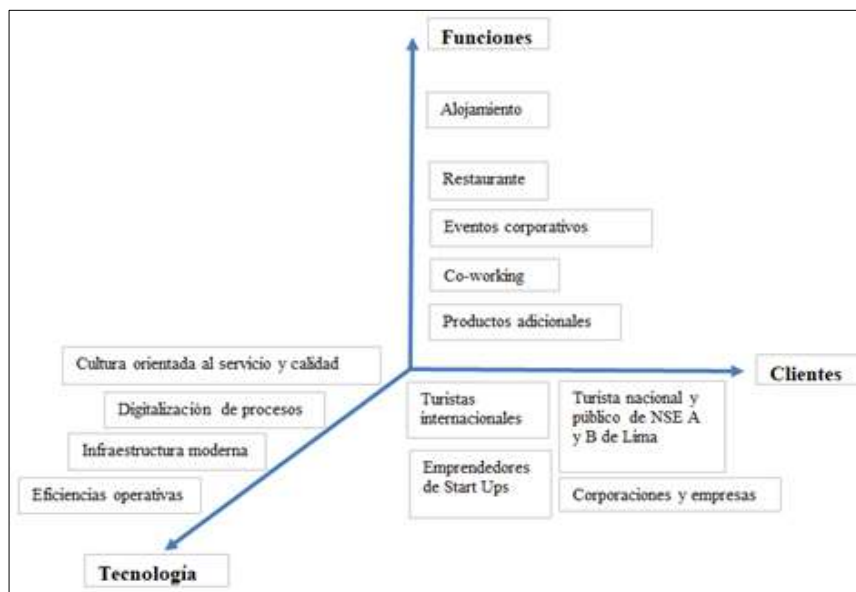 Funciones
Alojamiento
Restaurante
Eventos corporativos
Co-working
Productos adicionales
Cultura orientada al servicio y calidad
Digitalización de procesos
Infraestructura moderna
Eficiencias operativas
Tecnología
Clientes
Turistas
internacionales
Turista nacional y
público de NSE A
y B de Lima
Emprendedores
de Start Ups
Corporaciones y empresas